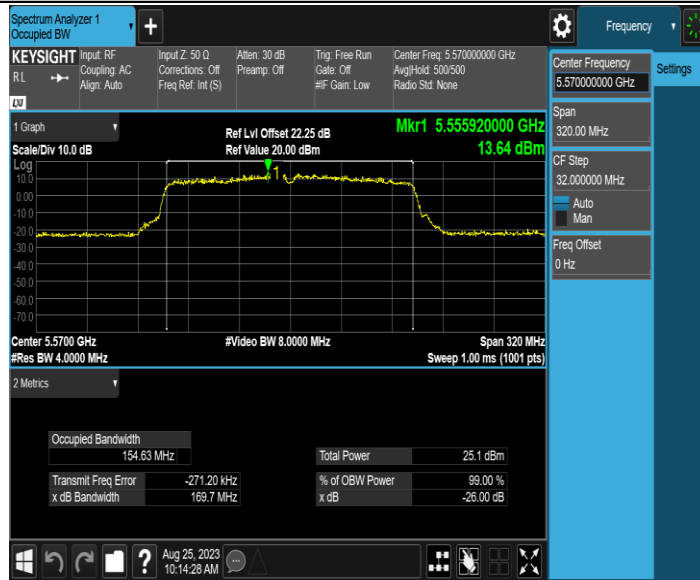 Spectrum Analyzer 1
Occupied BW
+
Frequency
KEYSIGHT
RL
LXI
Input: RF
Coupling: AC
Align: Auto
Input Z: 50 Ω
Corrections: Off
Freq Ref: Int (S)
Atten: 30 dB
Preamp: Off
Trig: Free Run
Gate: Off
#IF Gain: Low
Center Freq: 5.570000000 GHz
Avg|Hold: 500/500
Radio Std: None
Center Frequency
5.570000000 GHz
Settings
Span
320.00 MHz
CF Step
32.000000 MHz
Auto
Man
Freq Offset
0 Hz
1 Graph
Ref Lvl Offset 22.25 dB
Mkr1 5.555920000 GHz
Scale/Div 10.0 dB
Ref Value 20.00 dBm
13.64 dBm
Log
10.0
0.00
-10.0
-20.0
-30.0
-40.0
-50.0
-60.0
-70.0
1
Center 5.5700 GHz
#Video BW 8.0000 MHz
Span 320 MHz
#Res BW 4.0000 MHz
Sweep 1.00 ms (1001 pts)
2 Metrics
Occupied Bandwidth
154.63 MHz
Total Power 25.1 dBm
Transmit Freq Error -271.20 kHz
% of OBW Power 99.00 %
x dB Bandwidth 169.7 MHz
x dB -26.00 dB
?
Aug 25, 2023
10:14:28 AM